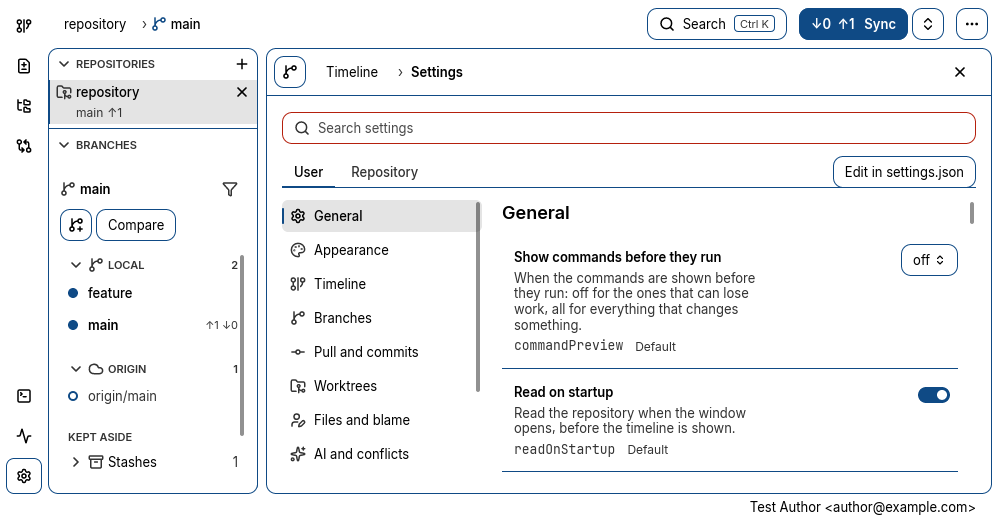 repository › main
Search Ctrl K
↓0 ↑1 Sync
REPOSITORIES
repository
main ↑1
BRANCHES
main
Compare
LOCAL 2
feature
main ↑1 ↓0
ORIGIN 1
origin/main
KEPT ASIDE
Stashes 1
Timeline › Settings
Search settings
User Repository
Edit in settings.json
General
Appearance
Timeline
Branches
Pull and commits
Worktrees
Files and blame
AI and conflicts
General
Show commands before they run
off
When the commands are shown before
they run: off for the ones that can lose
work, all for everything that changes
something.
commandPreview Default
Read on startup
Read the repository when the window
opens, before the timeline is shown.
readOnStartup Default
Test Author <author@example.com>